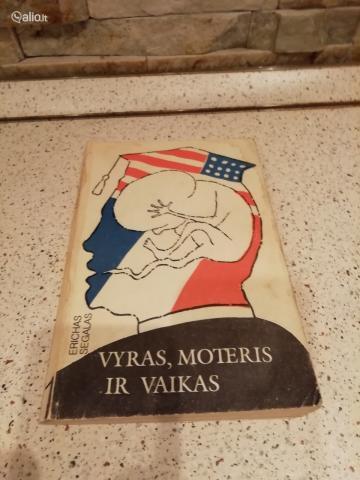 alio.lt
ERICHAS
SEGALAS
VYRAS, MOTERIS
IR VAIKAS